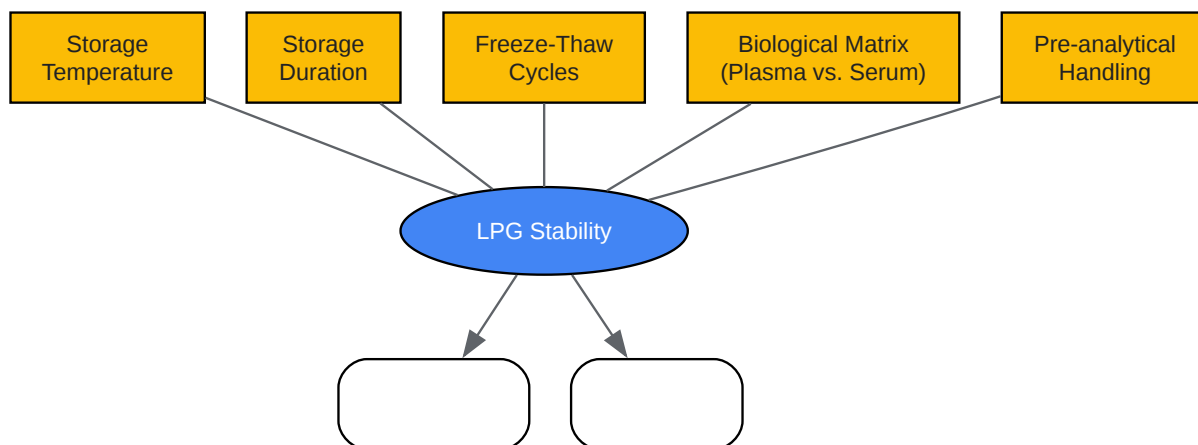 Storage
Temperature
Storage
Duration
Freeze-Thaw
Cycles
Biological Matrix
(Plasma vs. Serum)
Pre-analytical
Handling
LPG Stability